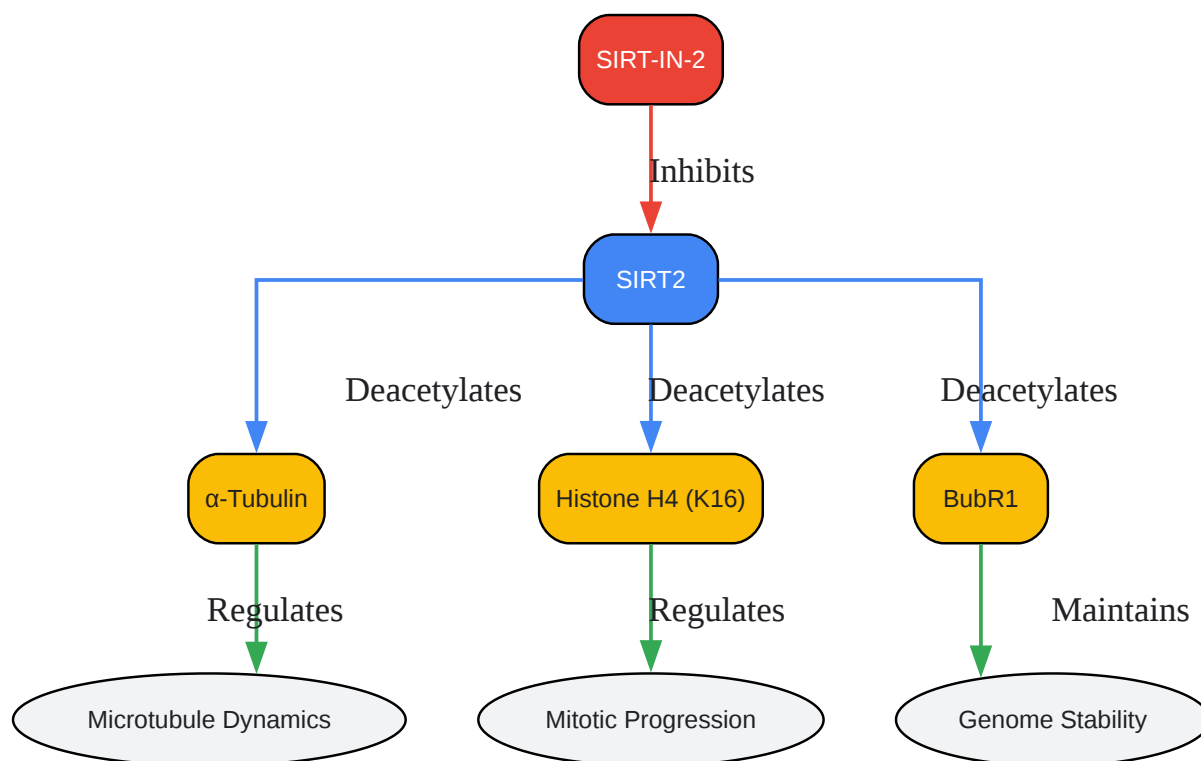 SIRT-IN-2
Inhibits
SIRT2
Deacetylates
Deacetylates
Deacetylates
α-Tubulin
Histone H4 (K16)
BubR1
Regulates
Regulates
Maintains
Microtubule Dynamics
Mitotic Progression
Genome Stability